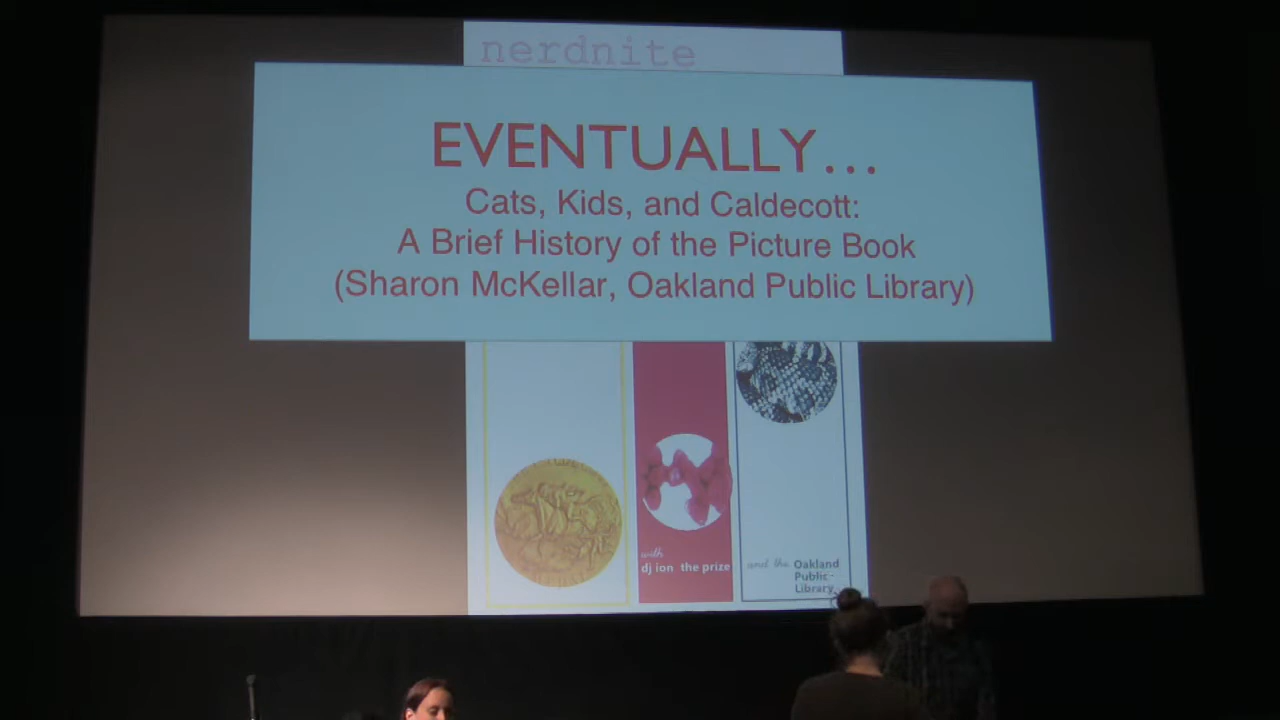 nerdnite
EVENTUALLY...
Cats, Kids, and Caldecott:
A Brief History of the Picture Book
(Sharon McKellar, Oakland Public Library)
with
dj ion the prize
and the Oakland
Public
Library